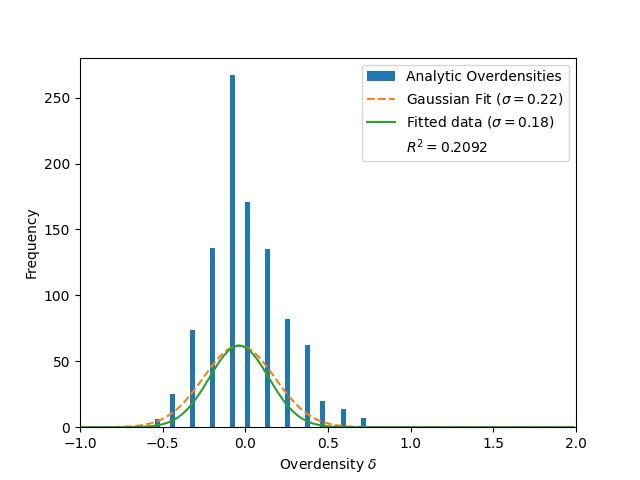 Analytic Overdensities
Gaussian Fit (σ = 0.22)
Fitted data (σ = 0.18)
R² = 0.2092
Frequency
250
200
150
100
50
0
−1.0 −0.5 0.0 0.5 1.0 1.5 2.0
Overdensity δ